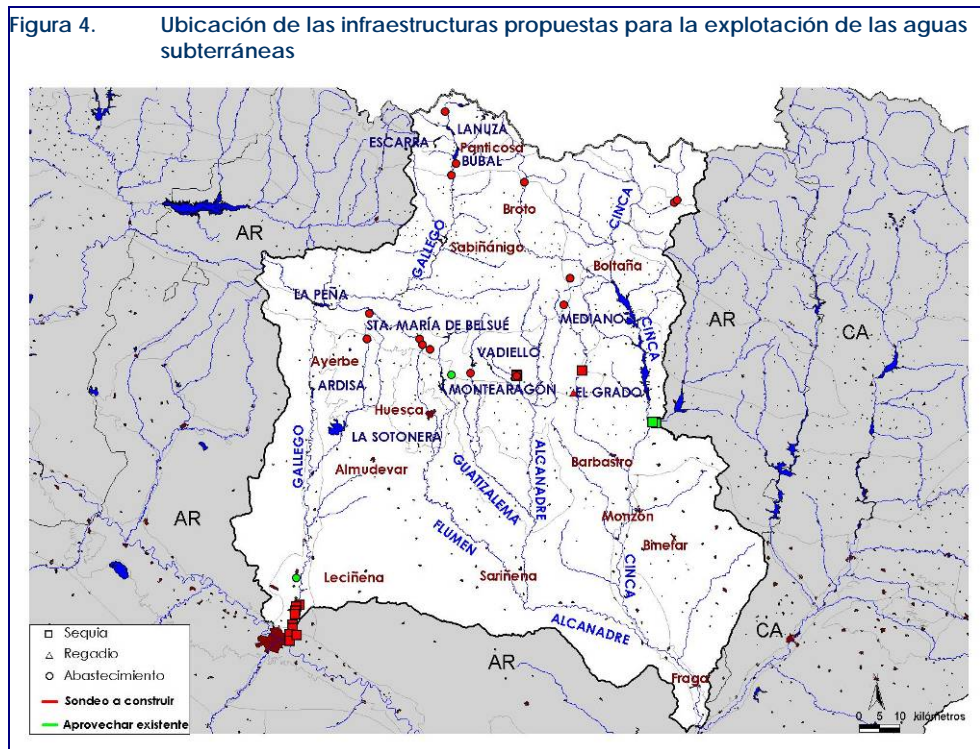 Figura 4. Ubicación de las infraestructuras propuestas para la explotación de las aguas
subterráneas
LANUZA
ESCARRA
Panticosa
BÚBAL
AR
Broto
CINCA
GALLEGO
Sabiñánigo
Boltaña
LA PEÑA
MEDIANO
STA. MARÍA DE BELSUÉ
CINCA
AR
CA
VADIELLO
Ayerbe
ARDISA
MONTEARAGÓN
EL GRADO
Huesca
LA SOTONERA
GALLEGO
ALCANADRE
Almudevar
Barbastro
GUATIZALEMA
AR
Monzón
FLUMEN
Binefar
Leciñena
Sariñena
CINCA
ALCANADRE
CA
AR
Fraga
Sequia
Regadio
Abastecimiento
Sondeo a construir
Aprovechar existente
0 5 10 kilómetros